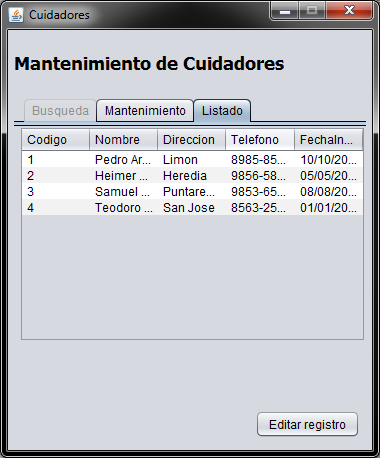 Cuidadores
Mantenimiento de Cuidadores
Busqueda Mantenimiento Listado
Codigo Nombre Direccion Telefono FechaIn...
1 Pedro Ar... Limon 8985-85... 10/10/20...
2 Heimer ... Heredia 9856-58... 05/05/20...
3 Samuel ... Puntare... 9853-65... 08/08/20...
4 Teodoro ... San Jose 8563-25... 01/01/20...
Editar registro